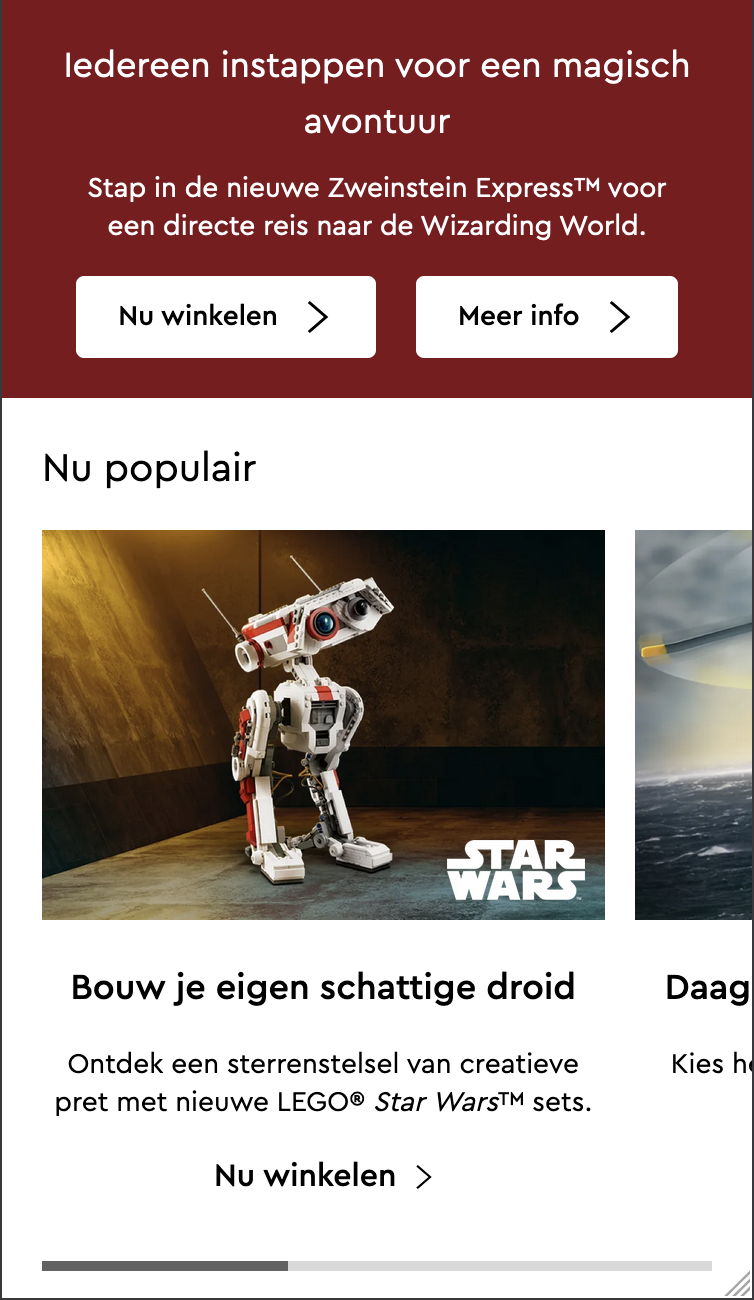 Iedereen instappen voor een magisch
avontuur
Stap in de nieuwe Zweinstein Express™ voor
een directe reis naar de Wizarding World.
Nu winkelen
Meer info
Nu populair
STAR
WARS
Bouw je eigen schattige droid
Daag
Ontdek een sterrenstelsel van creatieve
pret met nieuwe LEGO® Star Wars™ sets.
Kies
Nu winkelen